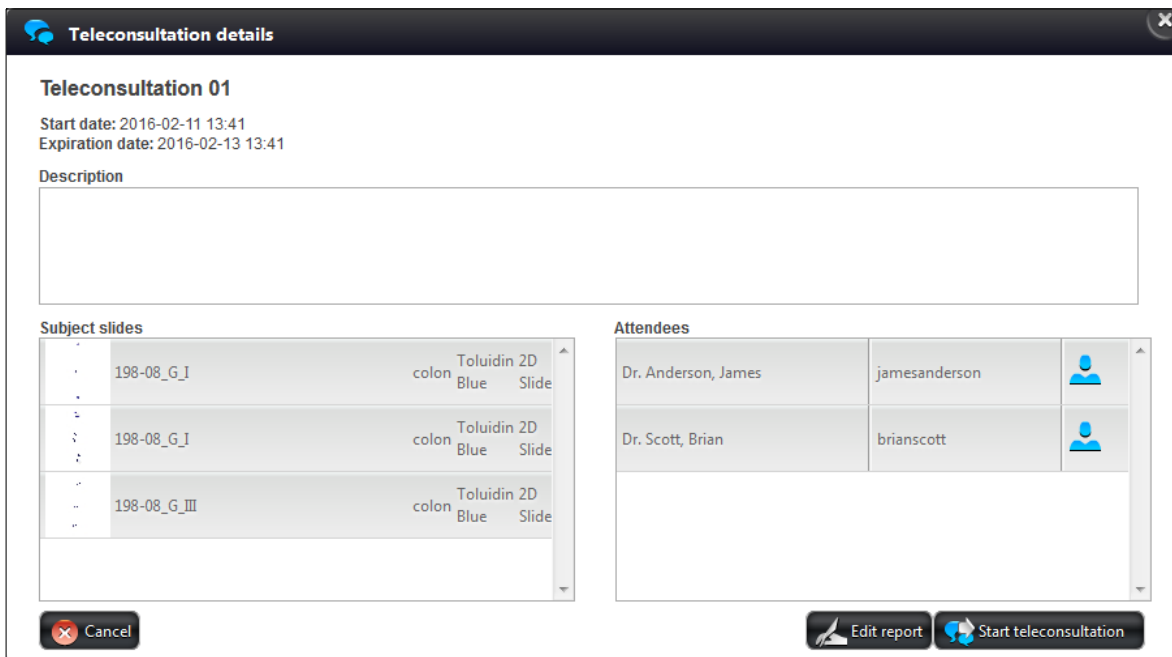 Teleconsultation details
Teleconsultation 01
Start date: 2016-02-11 13:41
Expiration date: 2016-02-13 13:41
Description
Subject slides
198-08_G_I colon Toluidin Blue 2D Slide
198-08_G_I colon Toluidin Blue 2D Slide
198-08_G_III colon Toluidin Blue 2D Slide
Attendees
Dr. Anderson, James jamesanderson
Dr. Scott, Brian brianscott
Cancel
Edit report
Start teleconsultation